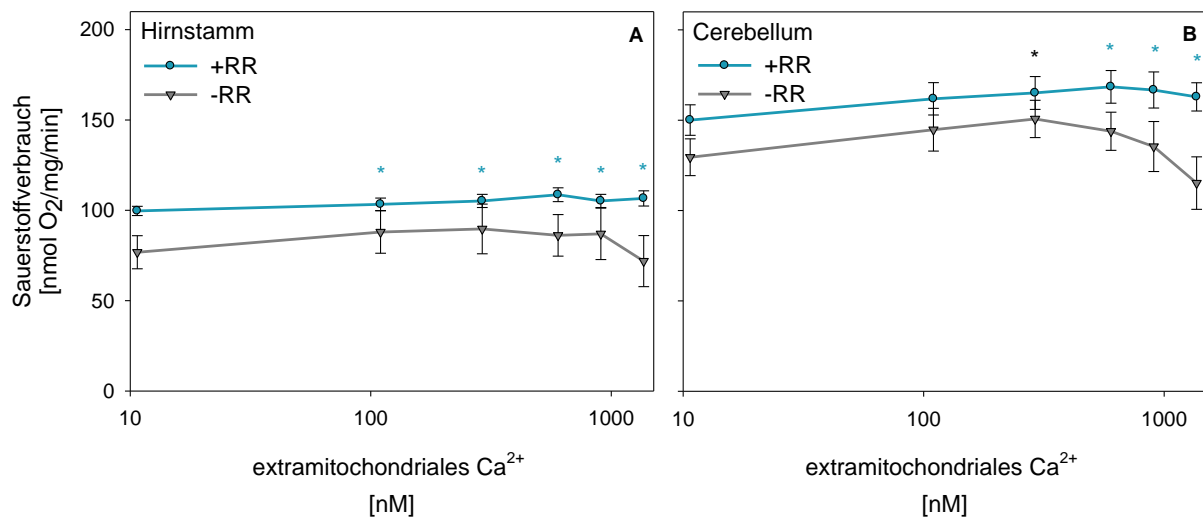 Sauerstoffverbrauch
[nmol O2/mg/min]
200
150
100
50
0
Hirnstamm
A
+RR
-RR
* * * * *
10 100 1000
extramitochondriales Ca2+
[nM]
Cerebellum
B
+RR
-RR
* * * *
10 100 1000
extramitochondriales Ca2+
[nM]